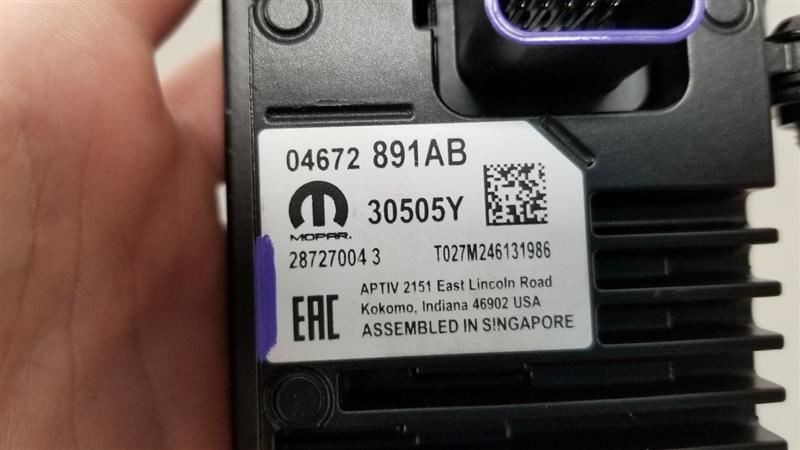 04672 891AB
MOPAR. 30505Y
28727004 3 T027M246131986
EAC
APTIV 2151 East Lincoln Road
Kokomo, Indiana 46902 USA
ASSEMBLED IN SINGAPORE